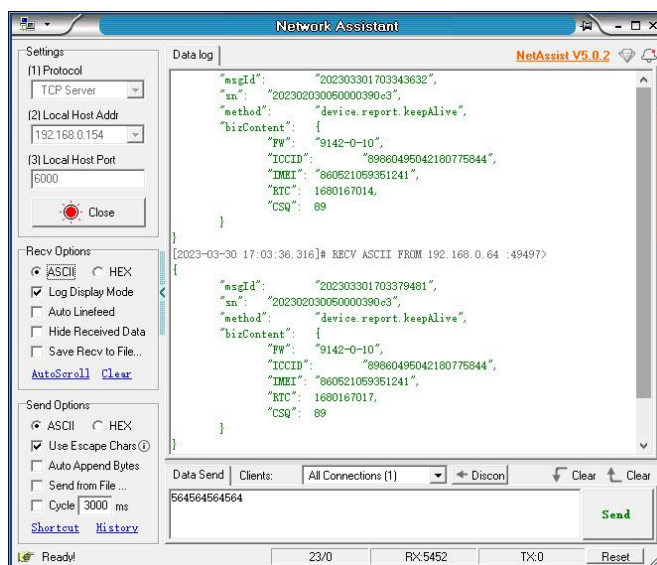 Network Assistant
Settings
(1) Protocol
TCP Server
(2) Local Host Addr
192.168.0.154
(3) Local Host Port
6000
Close
Recv Options
ASCII HEX
Log Display Mode
Auto Linefeed
Hide Received Data
Save Recv to File...
AutoScroll Clear
Send Options
ASCII HEX
Use Escape Chars
Auto Append Bytes
Send from File ...
Cycle 3000 ms
Shortcut History
Data log
NetAssist V5.0.2
"msgId": "202303301703343632",
"sn": "202302030050000390c3",
"method": "device.report.keepAlive",
"bizContent": {
"FW": "9142-0-10",
"ICCID": "89860495042180775844",
"IMEI": "860521059351241",
"RTC": 1680167014,
"CSQ": 89
}
}
[2023-03-30 17:03:36.316]# RECV ASCII FROM 192.168.0.64 :49497>
{
"msgId": "202303301703379481",
"sn": "202302030050000390c3",
"method": "device.report.keepAlive",
"bizContent": {
"FW": "9142-0-10",
"ICCID": "89860495042180775844",
"IMEI": "860521059351241",
"RTC": 1680167017,
"CSQ": 89
}
}
Data Send Clients: All Connections (1) Discon Clear Clear
564564564564
Send
Ready! 23/0 RX:5452 TX:0 Reset